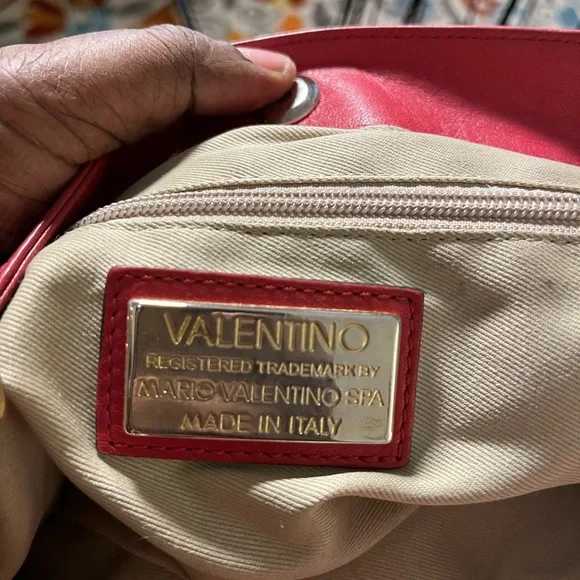 VALENTINO
REGISTERED TRADEMARK BY
MARIO VALENTINO SPA
MADE IN ITALY